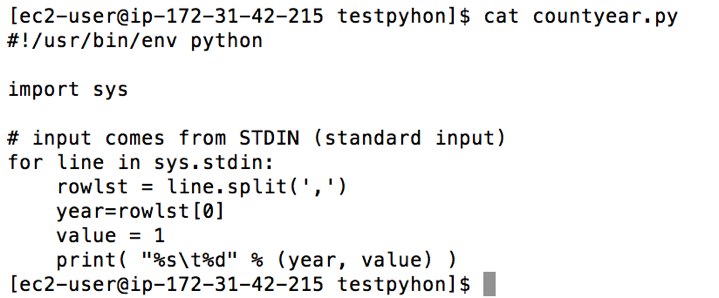 [ec2-user@ip-172-31-42-215 testpyhon]$ cat countyear.py
#!/usr/bin/env python

import sys

# input comes from STDIN (standard input)
for line in sys.stdin:
    rowlst = line.split(',')
    year=rowlst[0]
    value = 1
    print( "%s\t%d" % (year, value) )
[ec2-user@ip-172-31-42-215 testpyhon]$